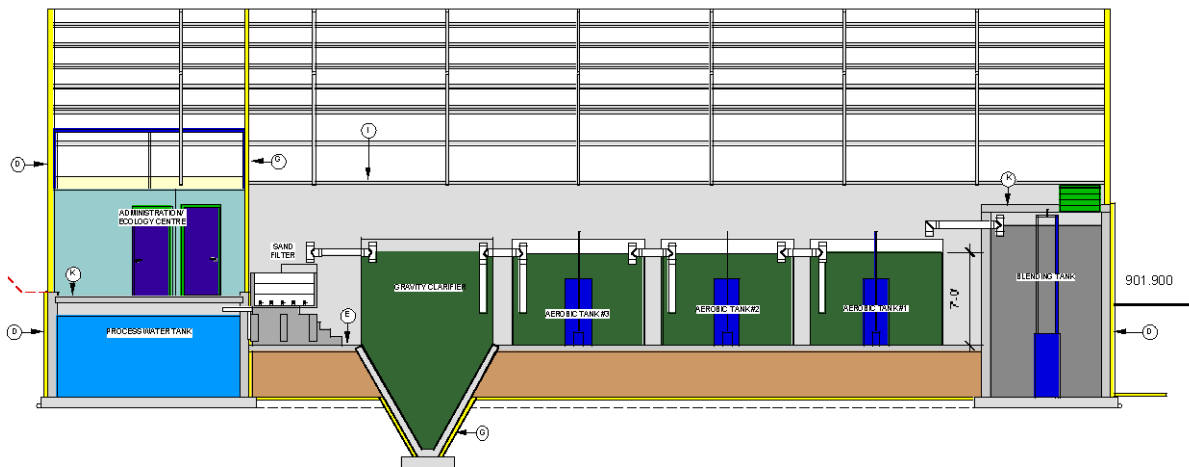 I
D
G
ADMINISTRATION/
ECOLOGY CENTRE
K
SAND
FILTER
K
901.900
BLENDING TANK
GRAVITY CLARIFIER
AEROBIC TANK #3
AEROBIC TANK #2
AEROBIC TANK #1
7'-0"
E
D
PROCESS WATER TANK
D
G